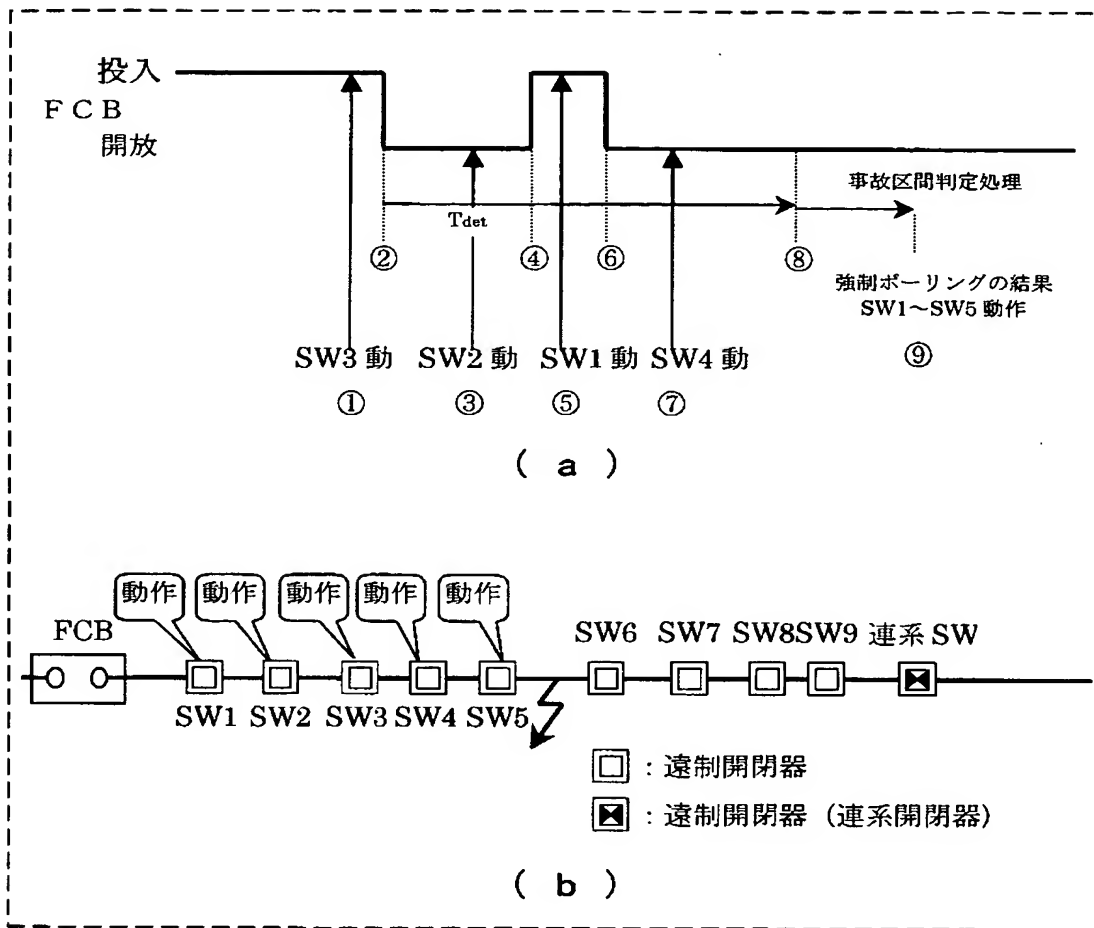 投入
FCB
開放
事故区間判定処理
Tdet
② ④ ⑥ ⑧
強制ポーリングの結果
SW1～SW5 動作
SW3 動 SW2 動 SW1 動 SW4 動 ⑨
① ③ ⑤ ⑦
( a )
動作 動作 動作 動作 動作
FCB SW6 SW7 SW8 SW9 連系 SW
SW1 SW2 SW3 SW4 SW5
：遠制開閉器
：遠制開閉器 (連系開閉器)
( b )